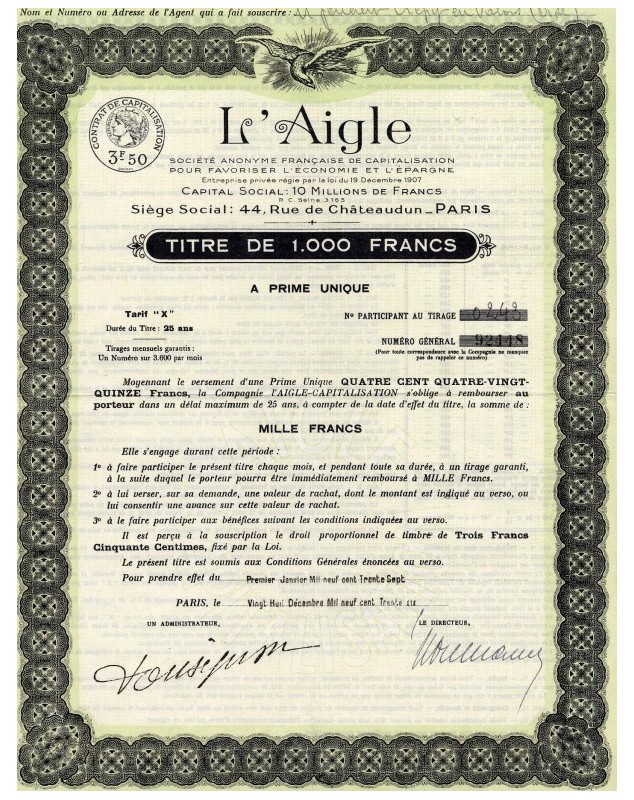 Nom et Numéro ou Adresse de l'Agent qui a fait souscrire :
CONTRAT DE CAPITALISATION
3F50
L'Aigle
SOCIÉTÉ ANONYME FRANÇAISE DE CAPITALISATION
POUR FAVORISER L'ÉCONOMIE ET L'ÉPARGNE
Entreprise privée régie par la loi du 19 Décembre 1907
CAPITAL SOCIAL: 10 MILLIONS DE FRANCS
R. C. Seine 3165
Siège Social: 44, Rue de Châteaudun_PARIS
TITRE DE 1.000 FRANCS
A PRIME UNIQUE
Tarif "X"
Durée du Titre : 25 ans
Tirages mensuels garantis :
Un Numéro sur 3.600 par mois
No PARTICIPANT AU TIRAGE 0243
NUMÉRO GÉNÉRAL 92448
(Pour toute correspondance avec la Compagnie ne manquez
pas de rappeler ce numéro)
Moyennant le versement d'une Prime Unique QUATRE CENT QUATRE-VINGT-
QUINZE Francs, la Compagnie l'AIGLE-CAPITALISATION s'oblige à rembourser au
porteur dans un délai maximum de 25 ans, à compter de la date d'effet du titre, la somme de :
MILLE FRANCS
Elle s'engage durant cette période :
1o à faire participer le présent titre chaque mois, et pendant toute sa durée, à un tirage garanti,
à la suite duquel le porteur pourra être immédiatement remboursé à MILLE Francs.
2o à lui verser, sur sa demande, une valeur de rachat, dont le montant est indiqué au verso, ou
lui consentir une avance sur cette valeur de rachat.
3o à le faire participer aux bénéfices suivant les conditions indiquées au verso.
Il est perçu à la souscription le droit proportionnel de timbre de Trois Francs
Cinquante Centimes, fixé par la Loi.
Le présent titre est soumis aux Conditions Générales énoncées au verso.
Pour prendre effet du Premier Janvier Mil neuf cent Trente Sept
PARIS, le Vingt Huit Décembre Mil neuf cent Trente six
UN ADMINISTRATEUR,
LE DIRECTEUR,